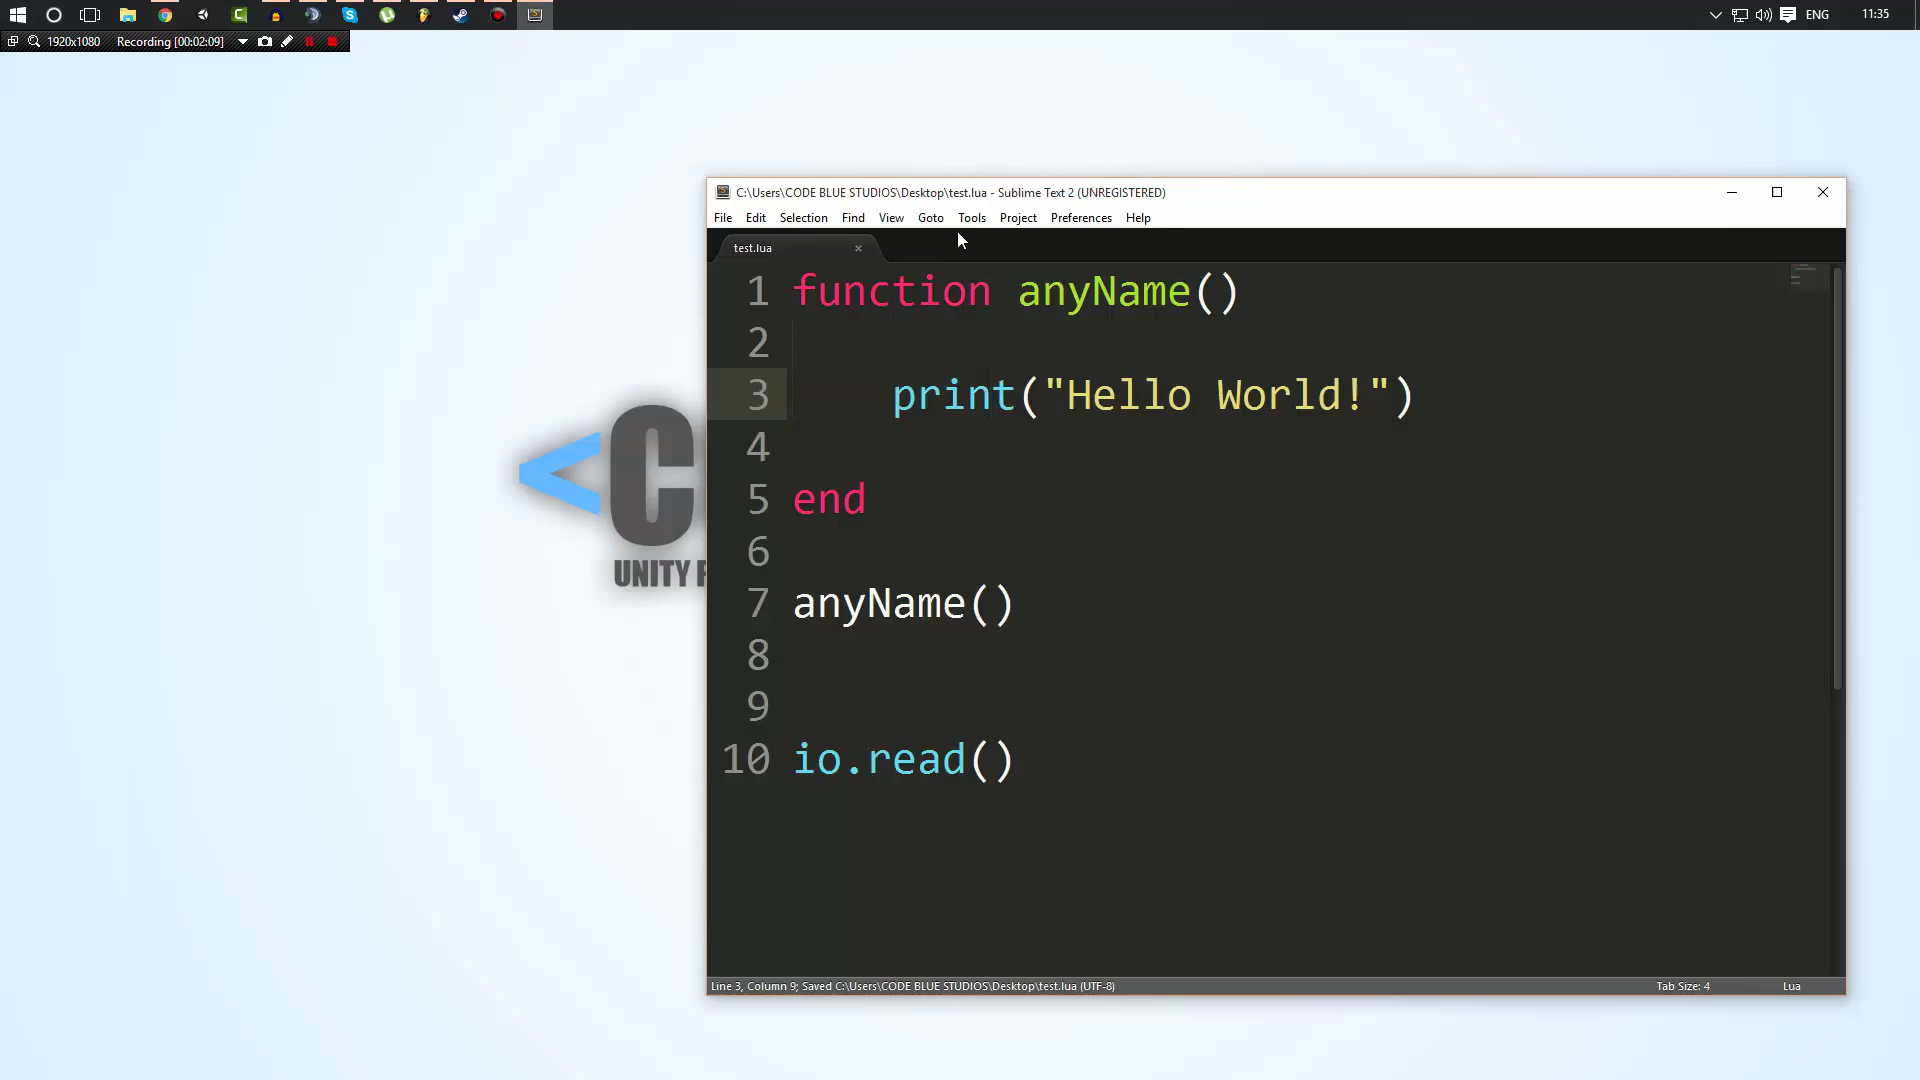 ENG 11:35
1920x1080 Recording [00:02:09]
C:\Users\CODE BLUE STUDIOS\Desktop\test.lua - Sublime Text 2 (UNREGISTERED)
File Edit Selection Find View Goto Tools Project Preferences Help
test.lua
1 function anyName()
2
3 print("Hello World!")
4
5 end
6
7 anyName()
8
9
10 io.read()
<C
UNITY
Line 3, Column 9; Saved C:\Users\CODE BLUE STUDIOS\Desktop\test.lua (UTF-8) Tab Size: 4 Lua